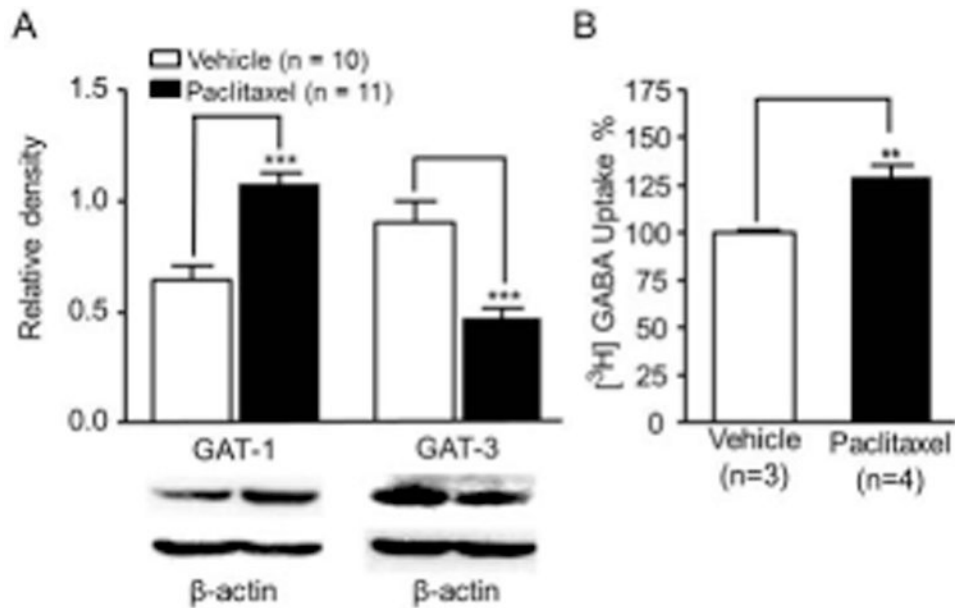 A
Vehicle (n = 10)
Paclitaxel (n = 11)
Relative density
1.5
1.0
0.5
0.0
***
***
GAT-1 GAT-3
β-actin β-actin
B
[³H] GABA Uptake %
175
150
125
100
75
50
25
0
**
Vehicle Paclitaxel
(n=3) (n=4)